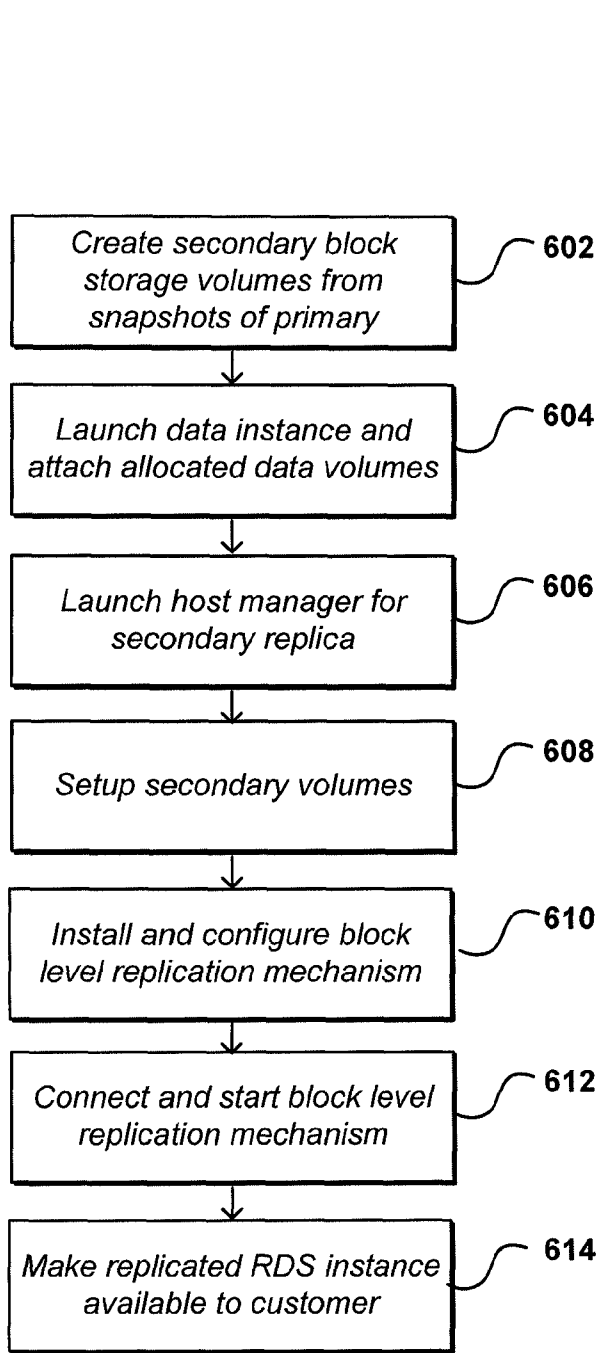 Create secondary block
storage volumes from
snapshots of primary
602
Launch data instance and
attach allocated data volumes
604
Launch host manager for
secondary replica
606
Setup secondary volumes
608
Install and configure block
level replication mechanism
610
Connect and start block level
replication mechanism
612
Make replicated RDS instance
available to customer
614